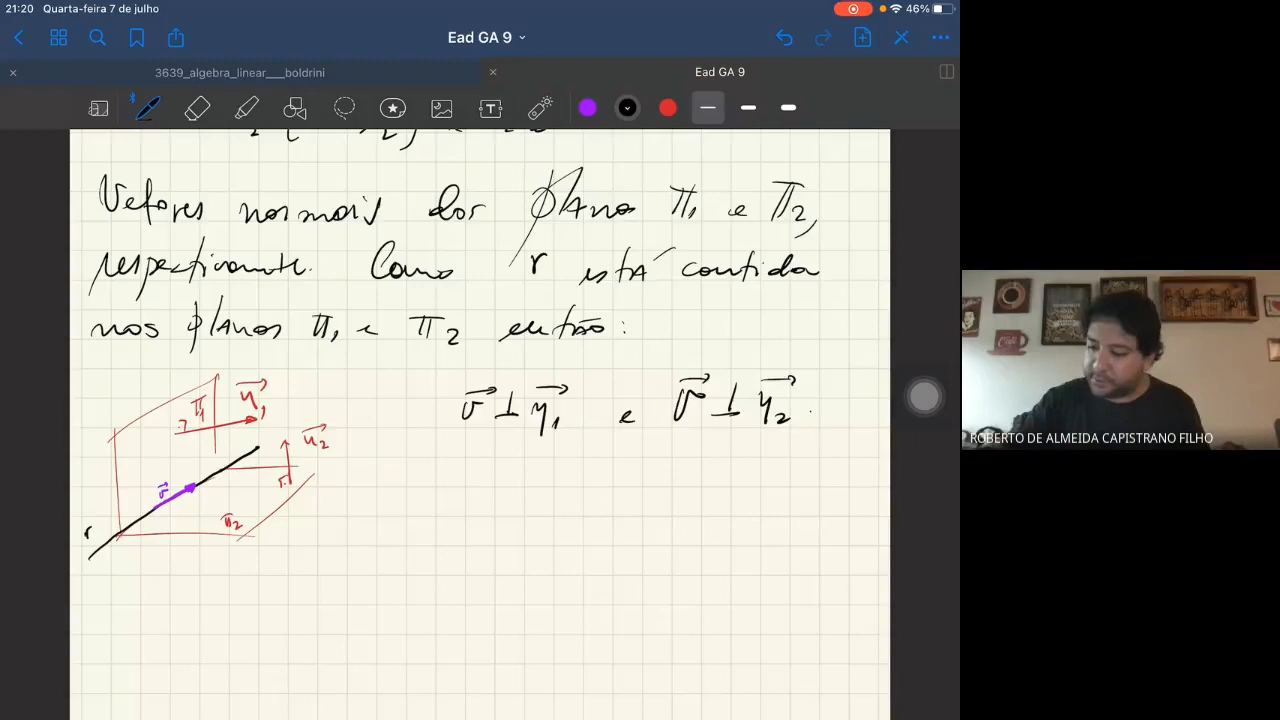 21:20 Quarta-feira 7 de julho
46%
Ead GA 9
3639_algebra_linear___boldrini
Ead GA 9
Vetores normais dos planos π₁ e π₂,
respectivamente. Como r está contida
nos planos π₁ e π₂ então:
v⃗ ⊥ η⃗₁ e v⃗ ⊥ η⃗₂.
π₁ η⃗₁
η⃗₂
v⃗
π₂
r
ROBERTO DE ALMEIDA CAPISTRANO FILHO